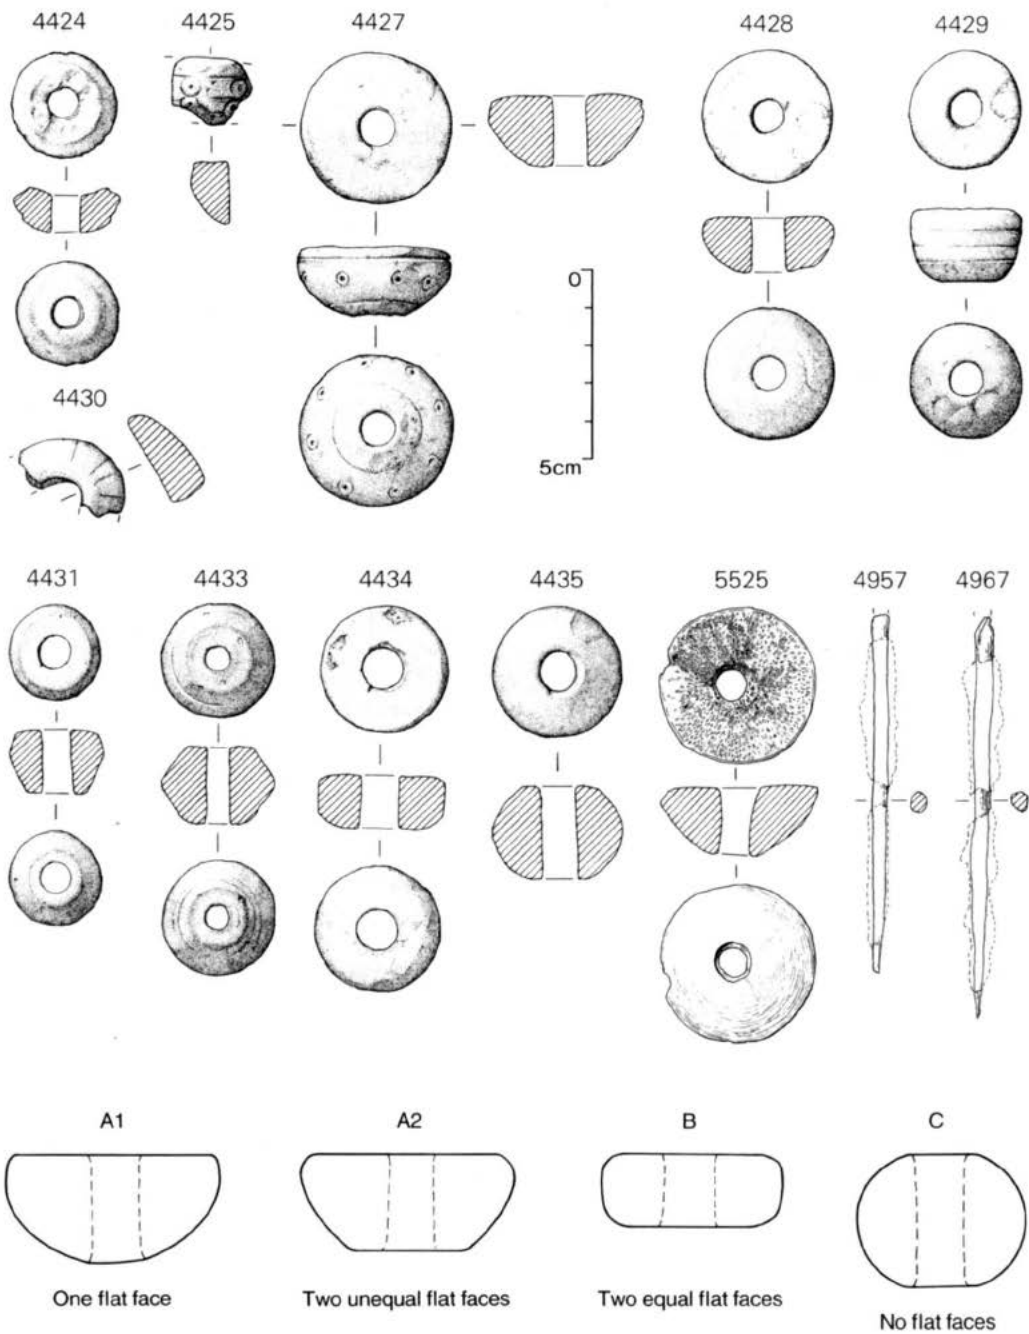 4424
4425
4427
4428
4429
0
5cm
4430
4431
4433
4434
4435
5525
4957
4967
A1
A2
B
C
One flat face
Two unequal flat faces
Two equal flat faces
No flat faces